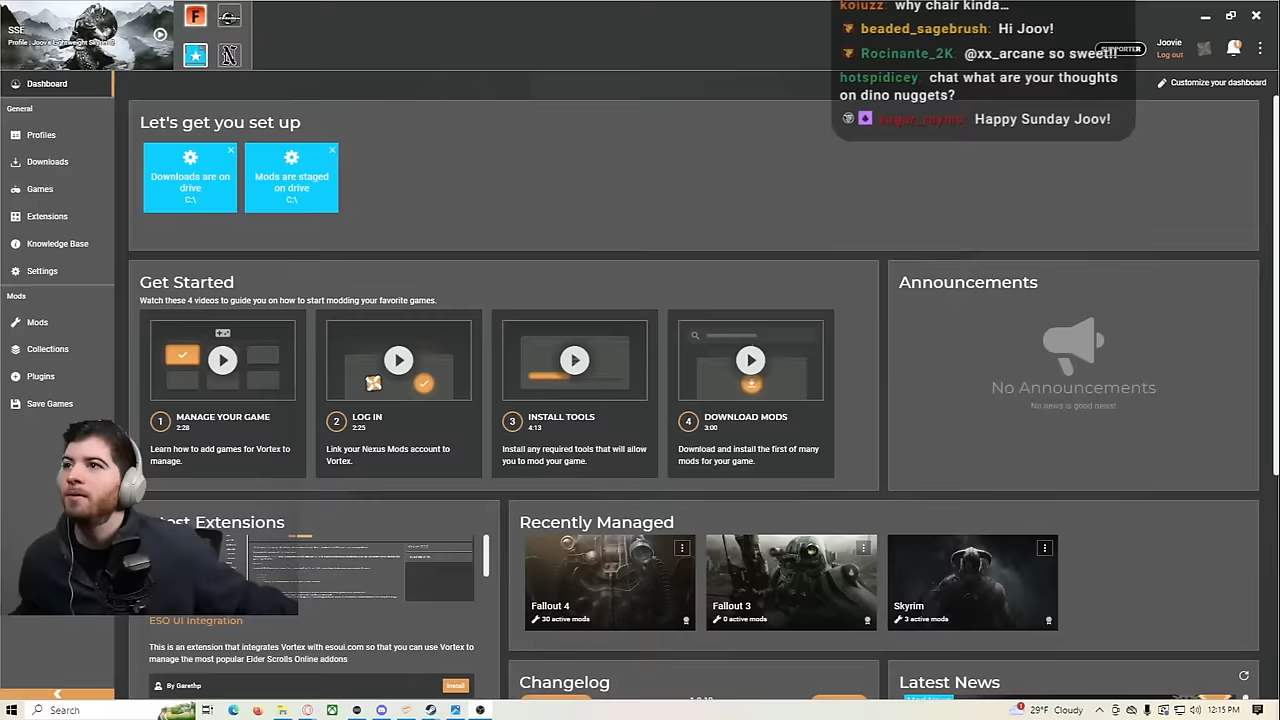 SSE
Profile : Joov's Lightweight Skyrim
koiuzz: why chair kinda…
beaded_sagebrush: Hi Joov!
Rocinante_2K: @xx_arcane so sweet!!
hotspidicey chat what are your thoughts
on dino nuggets?
sugar_rayms: Happy Sunday Joov!
SUPPORTER
Joovie
Log out
Customize your dashboard
Dashboard
General
Profiles
Downloads
Games
Extensions
Knowledge Base
Settings
Mods
Mods
Collections
Plugins
Save Games
Let's get you set up
Downloads are on
drive
C:\
Mods are staged
on drive
C:\
Get Started
Watch these 4 videos to guide you on how to start modding your favorite games.
1 MANAGE YOUR GAME
2:28
Learn how to add games for Vortex to
manage.
2 LOG IN
2:25
Link your Nexus Mods account to
Vortex.
3 INSTALL TOOLS
4:13
Install any required tools that will allow
you to mod your game.
4 DOWNLOAD MODS
3:00
Download and install the first of many
mods for your game.
Announcements
No Announcements
No news is good news!
Extensions
ESO UI Integration
This is an extension that integrates Vortex with esoui.com so that you can use Vortex to
manage the most popular Elder Scrolls Online addons
By Garethp
Install
Recently Managed
Fallout 4
30 active mods
Fallout 3
0 active mods
Skyrim
3 active mods
Changelog
Latest News
Search
29°F Cloudy
12:15 PM